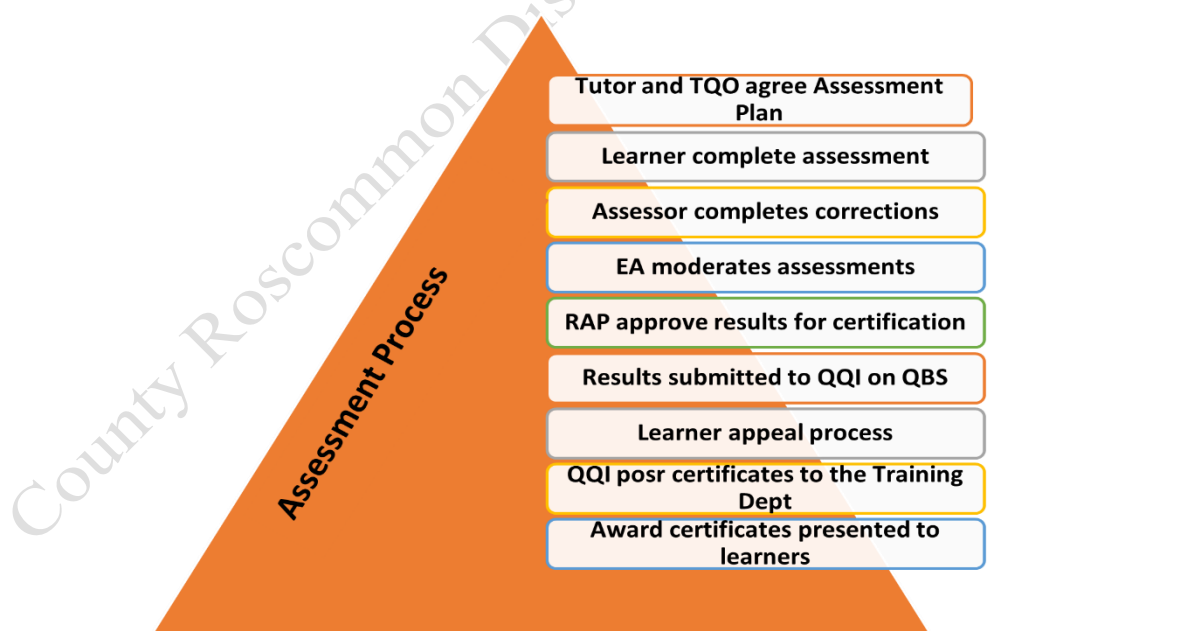 County Roscommon
Assessment Process
Tutor and TQO agree Assessment
Plan
Learner complete assessment
Assessor completes corrections
EA moderates assessments
RAP approve results for certification
Results submitted to QQI on QBS
Learner appeal process
QQI posr certificates to the Training
Dept
Award certificates presented to
learners